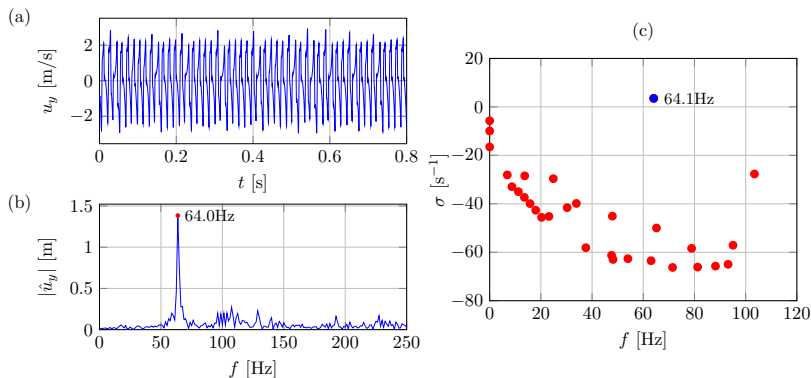 (a)
2
0
−2
u_y [m/s]
0 0.2 0.4 0.6 0.8
t [s]
(b)
64.0Hz
1.5
1
0.5
0
|û_y| [m]
0 50 100 150 200 250
f [Hz]
(c)
64.1Hz
20
0
−20
−40
−60
−80
σ [s⁻¹]
0 20 40 60 80 100 120
f [Hz]